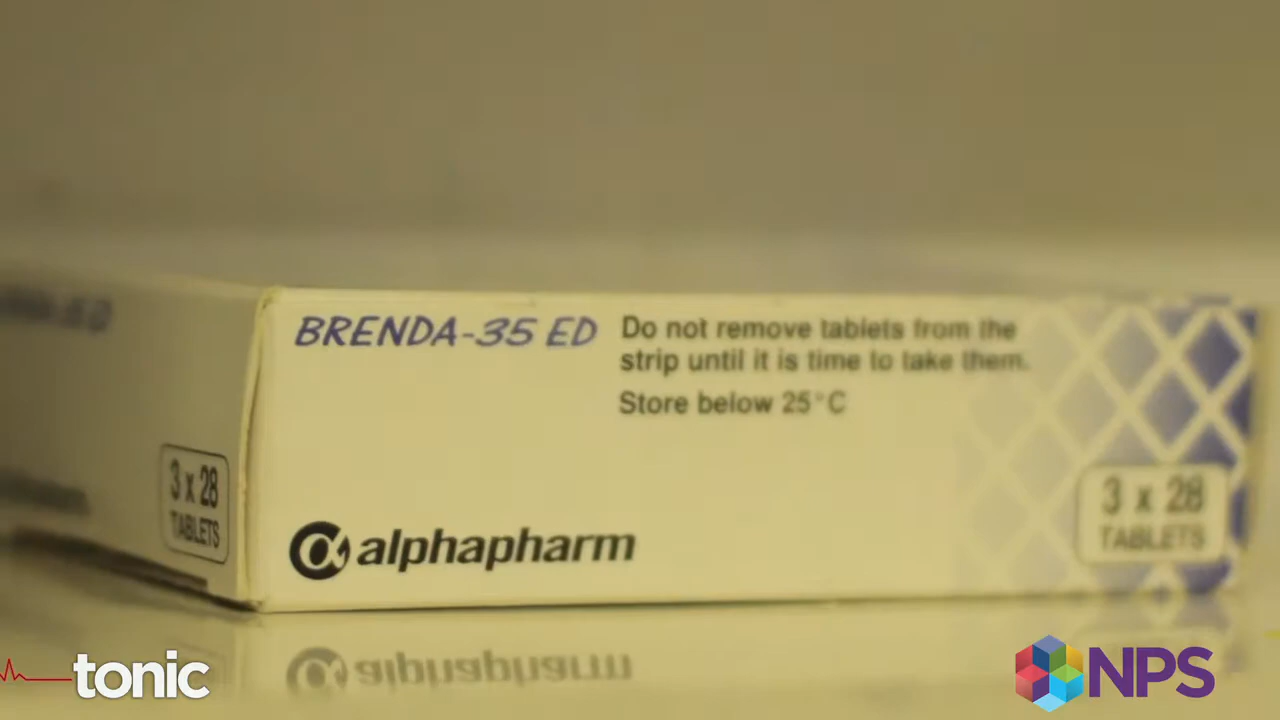 BRENDA-35 ED
Do not remove tablets from the
strip until it is time to take them.
Store below 25°C
3 x 28
TABLETS
3 x 28
TABLETS
alphapharm
tonic
NPS